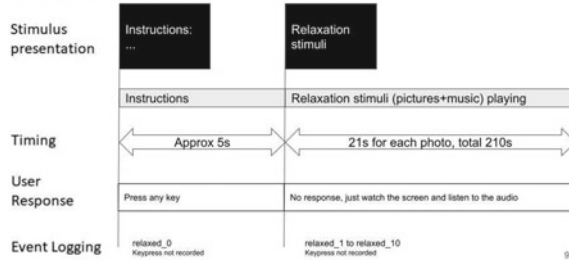 Stimulus
presentation
Instructions:
...
Relaxation
stimuli
Instructions
Relaxation stimuli (pictures+music) playing
Timing
Approx 5s
21s for each photo, total 210s
User
Response
Press any key
No response, just watch the screen and listen to the audio
Event Logging
relaxed_0
Keypress not recorded
relaxed_1 to relaxed_10
Keypress not recorded
9